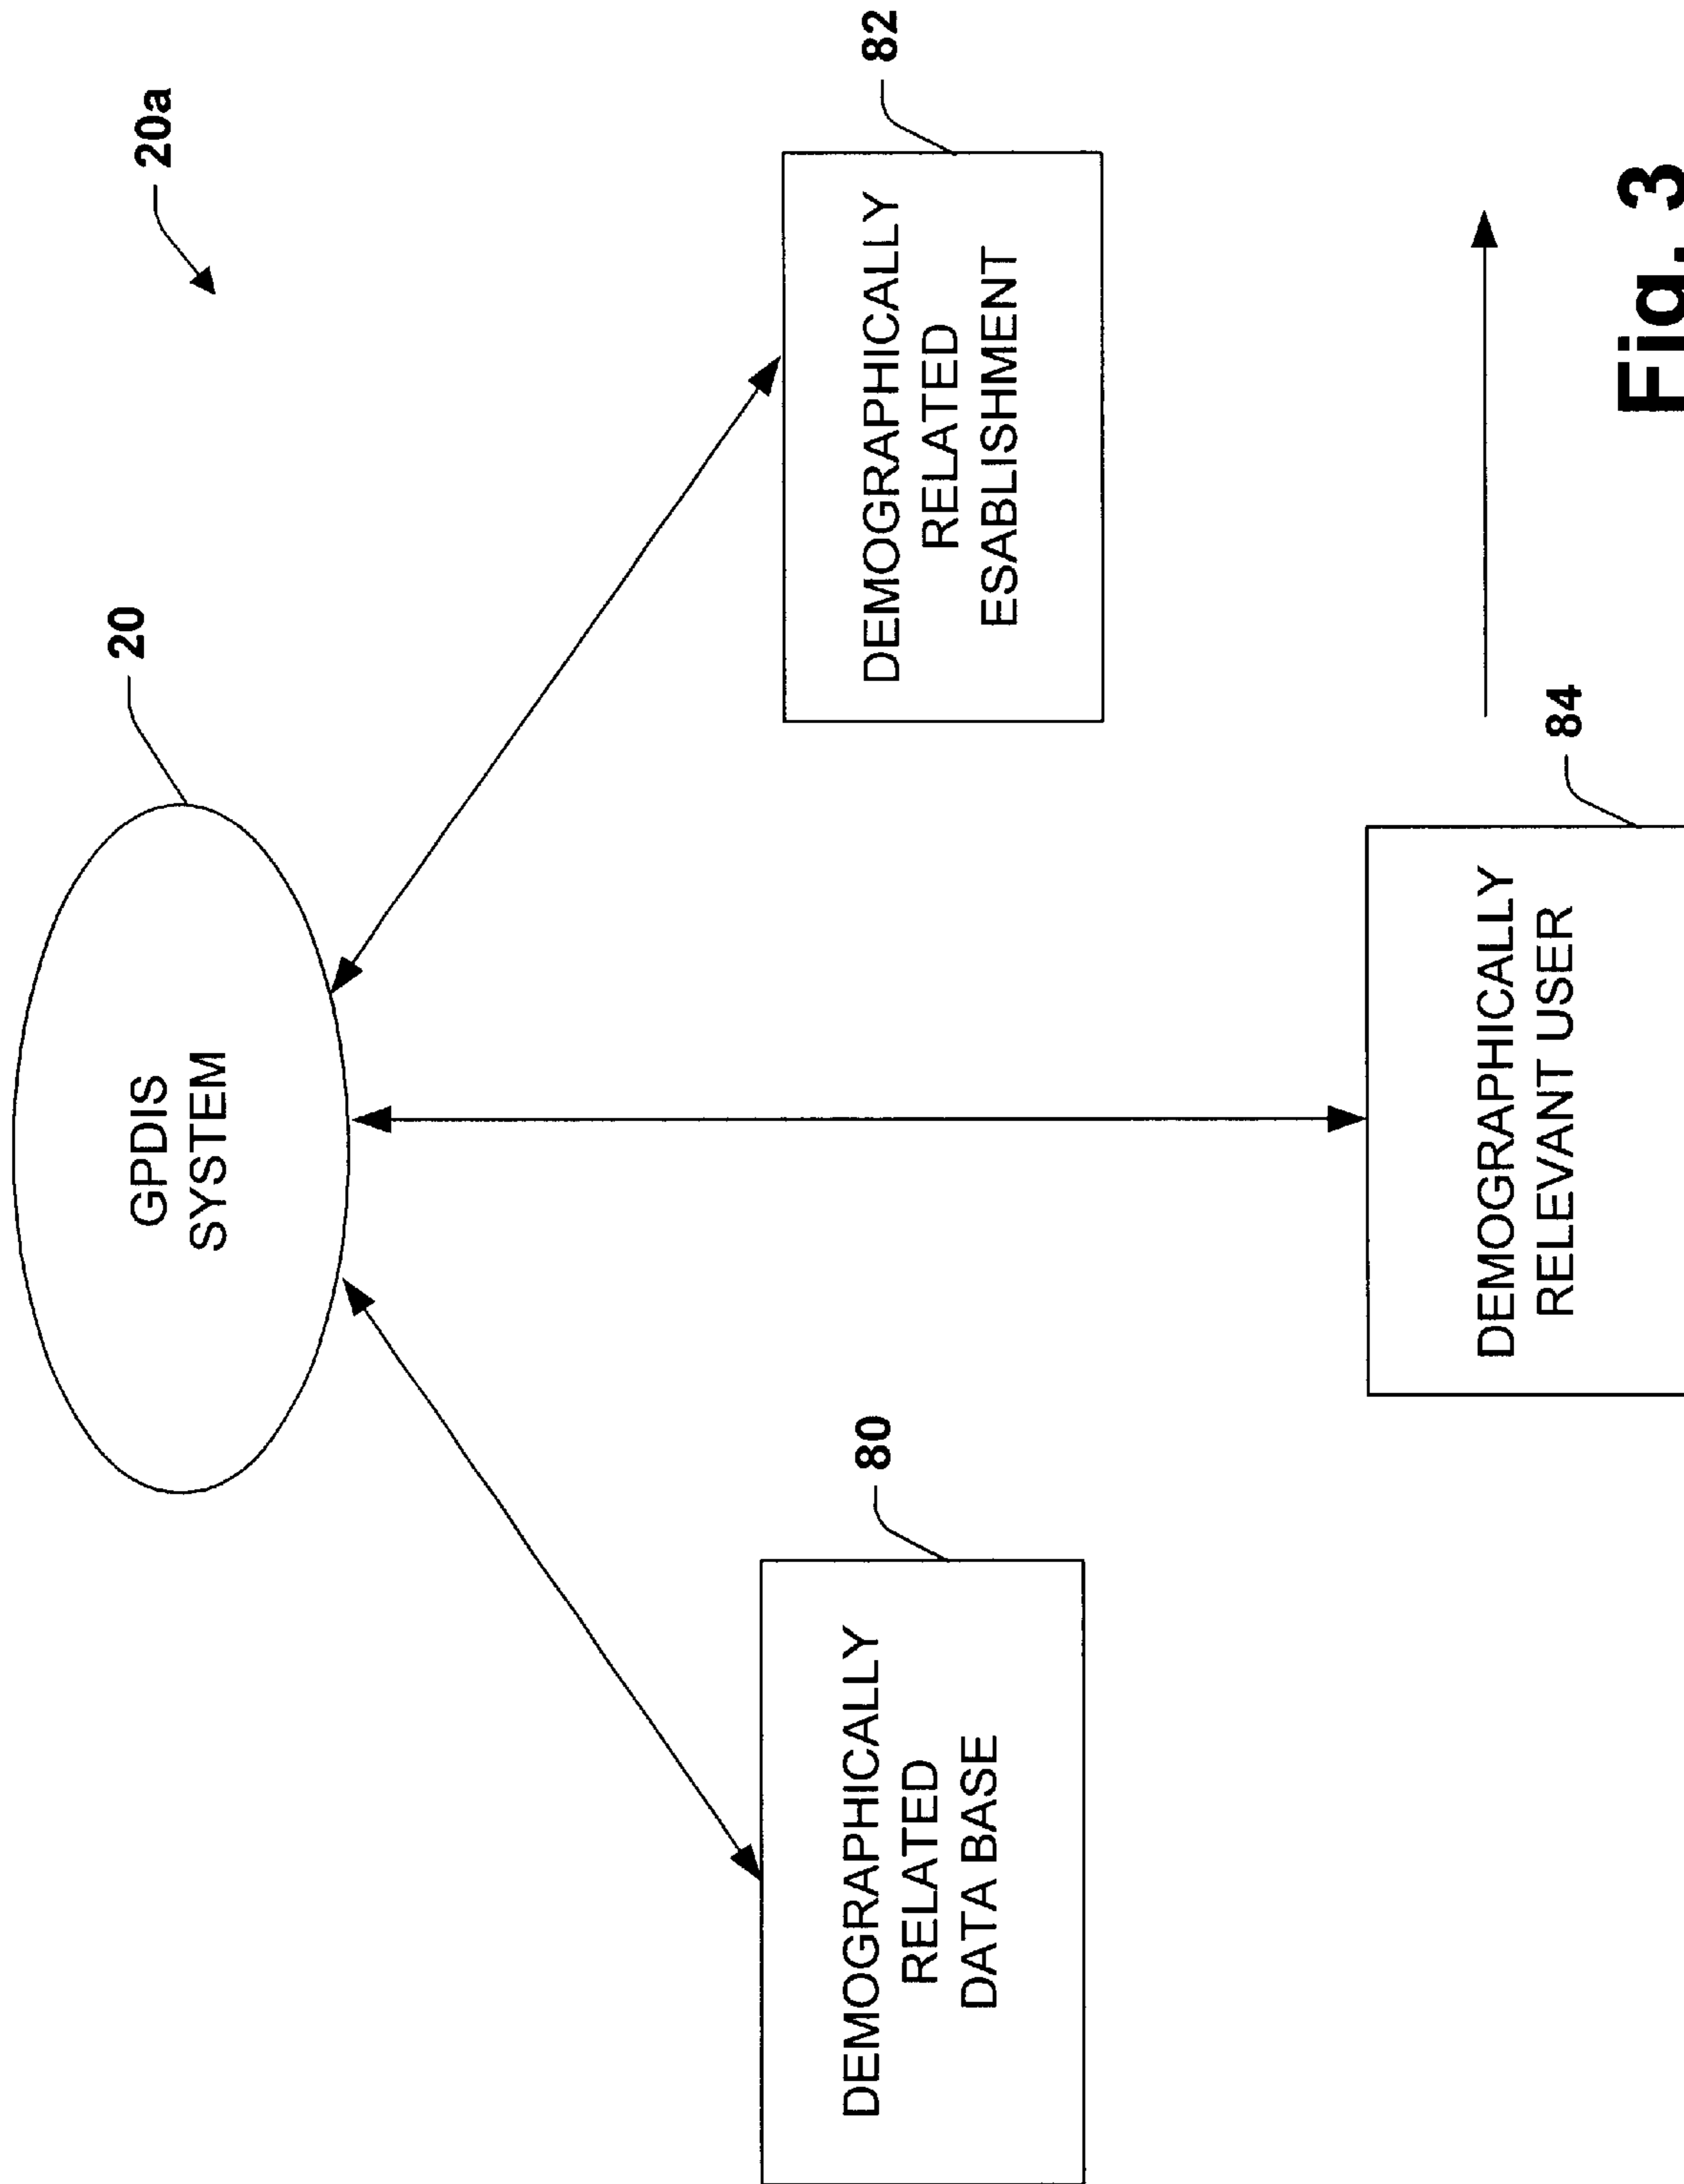 20a
20
GPDIS
SYSTEM
80
82
DEMOGRAPHICALLY
RELATED
DATA BASE
DEMOGRAPHICALLY
RELATED
ESABLISHMENT
84
DEMOGRAPHICALLY
RELEVANT USER
Fig. 3